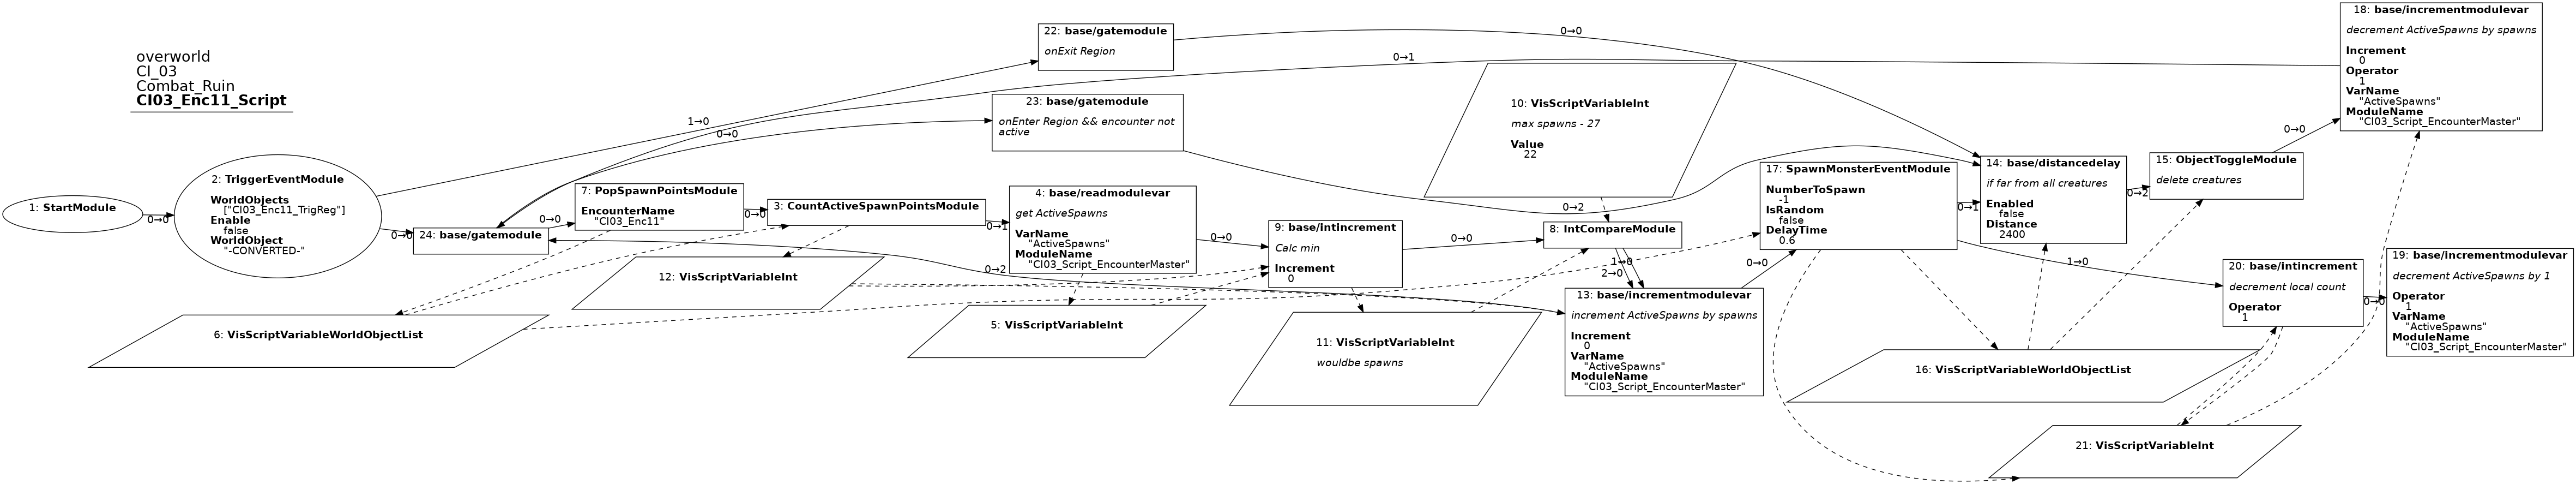 overworld
CI_03
Combat_Ruin
CI03_Enc11_Script
1: StartModule
0→0
2: TriggerEventModule
WorldObjects
["CI03_Enc11_TrigReg"]
Enable
false
WorldObject
"-CONVERTED-"
1→0
0→0
24: base/gatemodule
0→0
7: PopSpawnPointsModule
EncounterName
"CI03_Enc11"
0→0
3: CountActiveSpawnPointsModule
0→1
4: base/readmodulevar
get ActiveSpawns
VarName
"ActiveSpawns"
ModuleName
"CI03_Script_EncounterMaster"
0→0
6: VisScriptVariableWorldObjectList
12: VisScriptVariableInt
0→2
5: VisScriptVariableInt
22: base/gatemodule
onExit Region
0→0
0→1
23: base/gatemodule
onEnter Region && encounter not
active
0→0
0→2
9: base/intincrement
Calc min
Increment
0
0→0
10: VisScriptVariableInt
max spawns - 27
Value
22
8: IntCompareModule
1→0
2→0
11: VisScriptVariableInt
wouldbe spawns
13: base/incrementmodulevar
increment ActiveSpawns by spawns
Increment
0
VarName
"ActiveSpawns"
ModuleName
"CI03_Script_EncounterMaster"
0→0
17: SpawnMonsterEventModule
NumberToSpawn
-1
IsRandom
false
DelayTime
0.6
0→1
1→0
14: base/distancedelay
if far from all creatures
Enabled
false
Distance
2400
0→2
15: ObjectToggleModule
delete creatures
0→0
18: base/incrementmodulevar
decrement ActiveSpawns by spawns
Increment
0
Operator
1
VarName
"ActiveSpawns"
ModuleName
"CI03_Script_EncounterMaster"
16: VisScriptVariableWorldObjectList
20: base/intincrement
decrement local count
Operator
1
0→0
19: base/incrementmodulevar
decrement ActiveSpawns by 1
Operator
1
VarName
"ActiveSpawns"
ModuleName
"CI03_Script_EncounterMaster"
21: VisScriptVariableInt